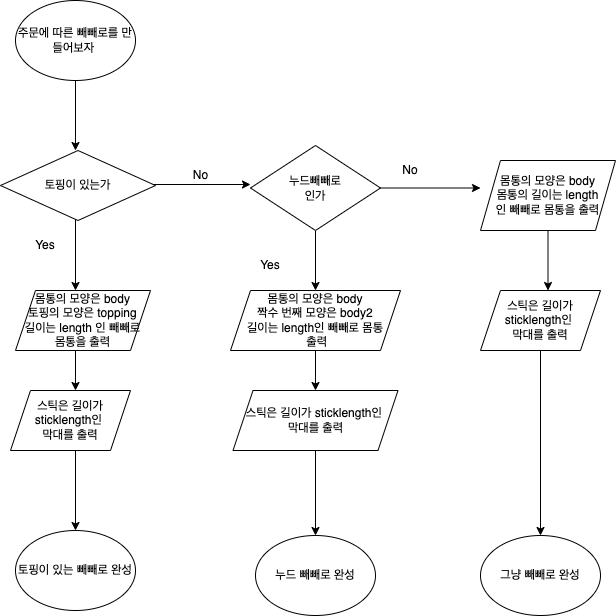 주문에 따른 빼빼로를 만
들어보자
토핑이 있는가
No
누드빼빼로
인가
No
몸통의 모양은 body
몸통의 길이는 length
인 빼빼로 몸통을 출력
Yes
Yes
몸통의 모양은 body
토핑의 모양은 topping
길이는 length 인 빼빼로
몸통을 출력
몸통의 모양은 body
짝수 번째 모양은 body2
길이는 length인 빼빼로 몸통
출력
스틱은 길이가
sticklength인
막대를 출력
스틱은 길이가
sticklength인
막대를 출력
스틱은 길이가 sticklength인
막대를 출력
토핑이 있는 빼빼로 완성
누드 빼빼로 완성
그냥 빼빼로 완성